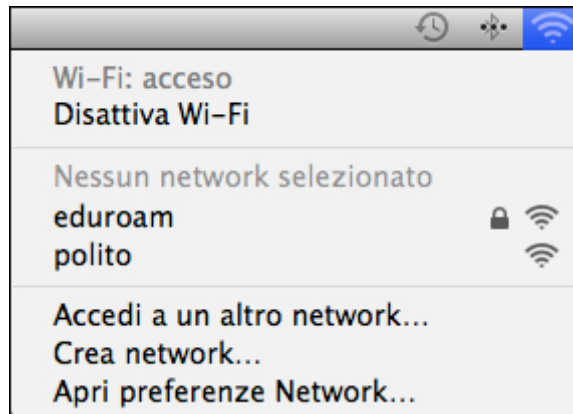 Wi-Fi: acceso
Disattiva Wi-Fi
Nessun network selezionato
eduroam
polito
Accedi a un altro network...
Crea network...
Apri preferenze Network...